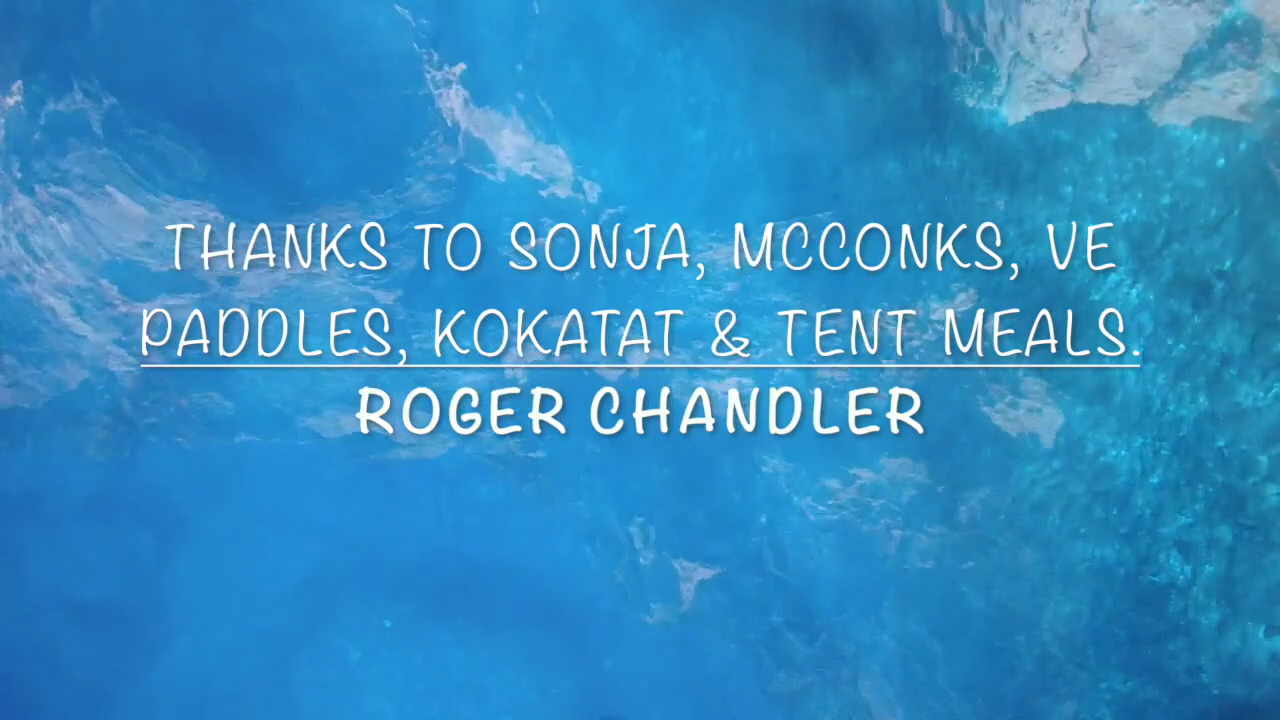 THANKS TO SONJA, MCCONKS, VE
PADDLES, KOKATAT & TENT MEALS.
ROGER CHANDLER